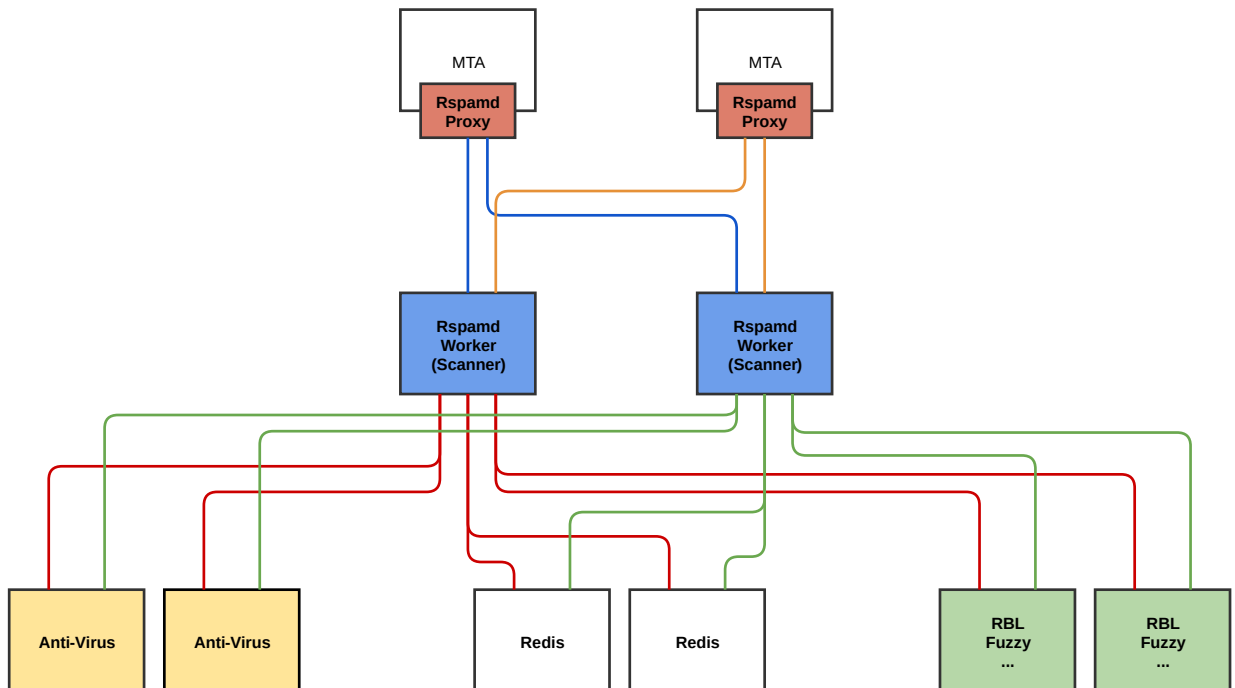 MTA
Rspamd
Proxy
MTA
Rspamd
Proxy
Rspamd
Worker
(Scanner)
Rspamd
Worker
(Scanner)
Anti-Virus
Anti-Virus
Redis
Redis
RBL
Fuzzy
...
RBL
Fuzzy
...